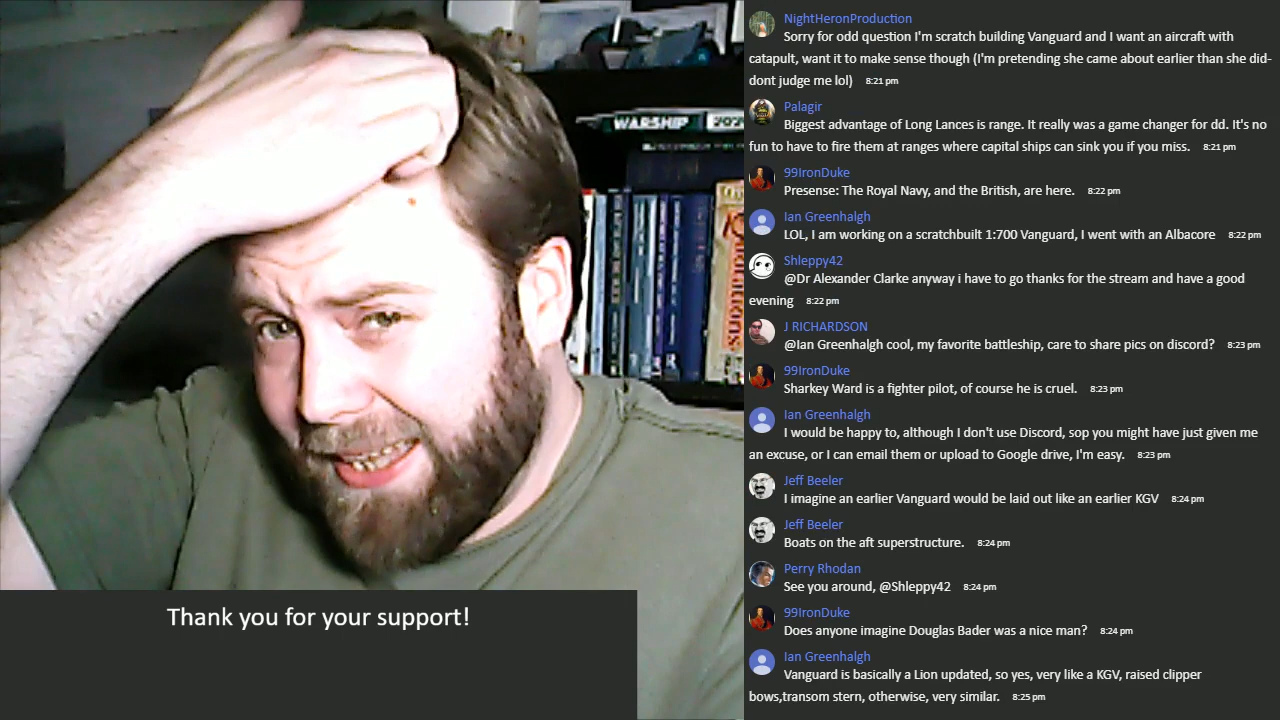 WARSHIP
Thank you for your support!
NightHeronProduction
Sorry for odd question I'm scratch building Vanguard and I want an aircraft with
catapult, want it to make sense though (I'm pretending she came about earlier than she did-
dont judge me lol) 8:21 pm
Palagir
Biggest advantage of Long Lances is range. It really was a game changer for dd. It's no
fun to have to fire them at ranges where capital ships can sink you if you miss. 8:21 pm
99IronDuke
Presense: The Royal Navy, and the British, are here. 8:22 pm
Ian Greenhalgh
LOL, I am working on a scratchbuilt 1:700 Vanguard, I went with an Albacore 8:22 pm
Shleppy42
@Dr Alexander Clarke anyway i have to go thanks for the stream and have a good
evening 8:22 pm
J RICHARDSON
@Ian Greenhalgh cool, my favorite battleship, care to share pics on discord? 8:23 pm
99IronDuke
Sharkey Ward is a fighter pilot, of course he is cruel. 8:23 pm
Ian Greenhalgh
I would be happy to, although I don't use Discord, sop you might have just given me
an excuse, or I can email them or upload to Google drive, I'm easy. 8:23 pm
Jeff Beeler
I imagine an earlier Vanguard would be laid out like an earlier KGV 8:24 pm
Jeff Beeler
Boats on the aft superstructure. 8:24 pm
Perry Rhodan
See you around, @Shleppy42 8:24 pm
99IronDuke
Does anyone imagine Douglas Bader was a nice man? 8:24 pm
Ian Greenhalgh
Vanguard is basically a Lion updated, so yes, very like a KGV, raised clipper
bows,transom stern, otherwise, very similar. 8:25 pm